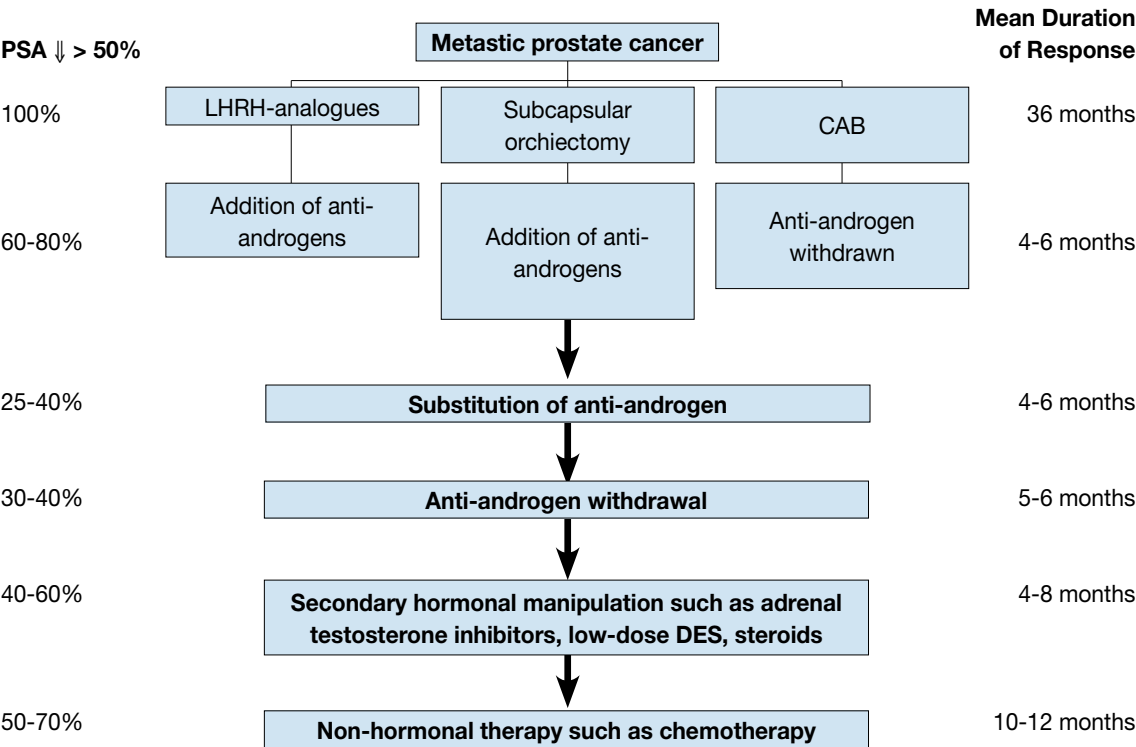 Mean Duration
of Response
PSA ⇓ > 50%
Metastic prostate cancer
100%
LHRH-analogues
Subcapsular
orchiectomy
CAB
36 months
60-80%
Addition of anti-
androgens
Addition of anti-
androgens
Anti-androgen
withdrawn
4-6 months
25-40%
Substitution of anti-androgen
4-6 months
30-40%
Anti-androgen withdrawal
5-6 months
40-60%
Secondary hormonal manipulation such as adrenal
testosterone inhibitors, low-dose DES, steroids
4-8 months
50-70%
Non-hormonal therapy such as chemotherapy
10-12 months